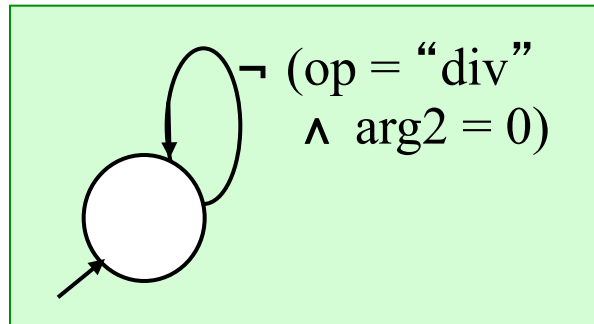 ¬ (op = “div”
∧ arg2 = 0)